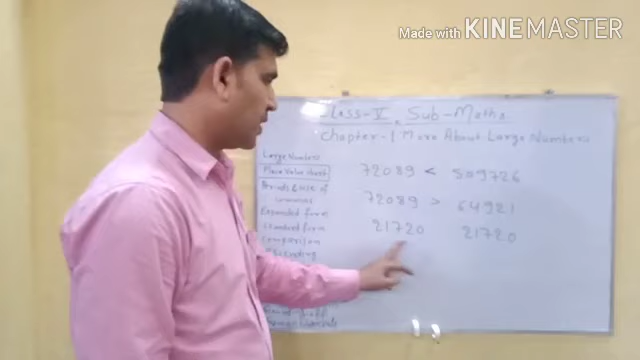 Made with KINEMASTER
Class-V, Sub-Maths
Chapter-1 More About Large Numbers
Large Numbers
Place Value chart
Periods & Use of
commas
Expanded form
Standard form
Comparison
72089 < 509726
72089 > 64921
21720 21720